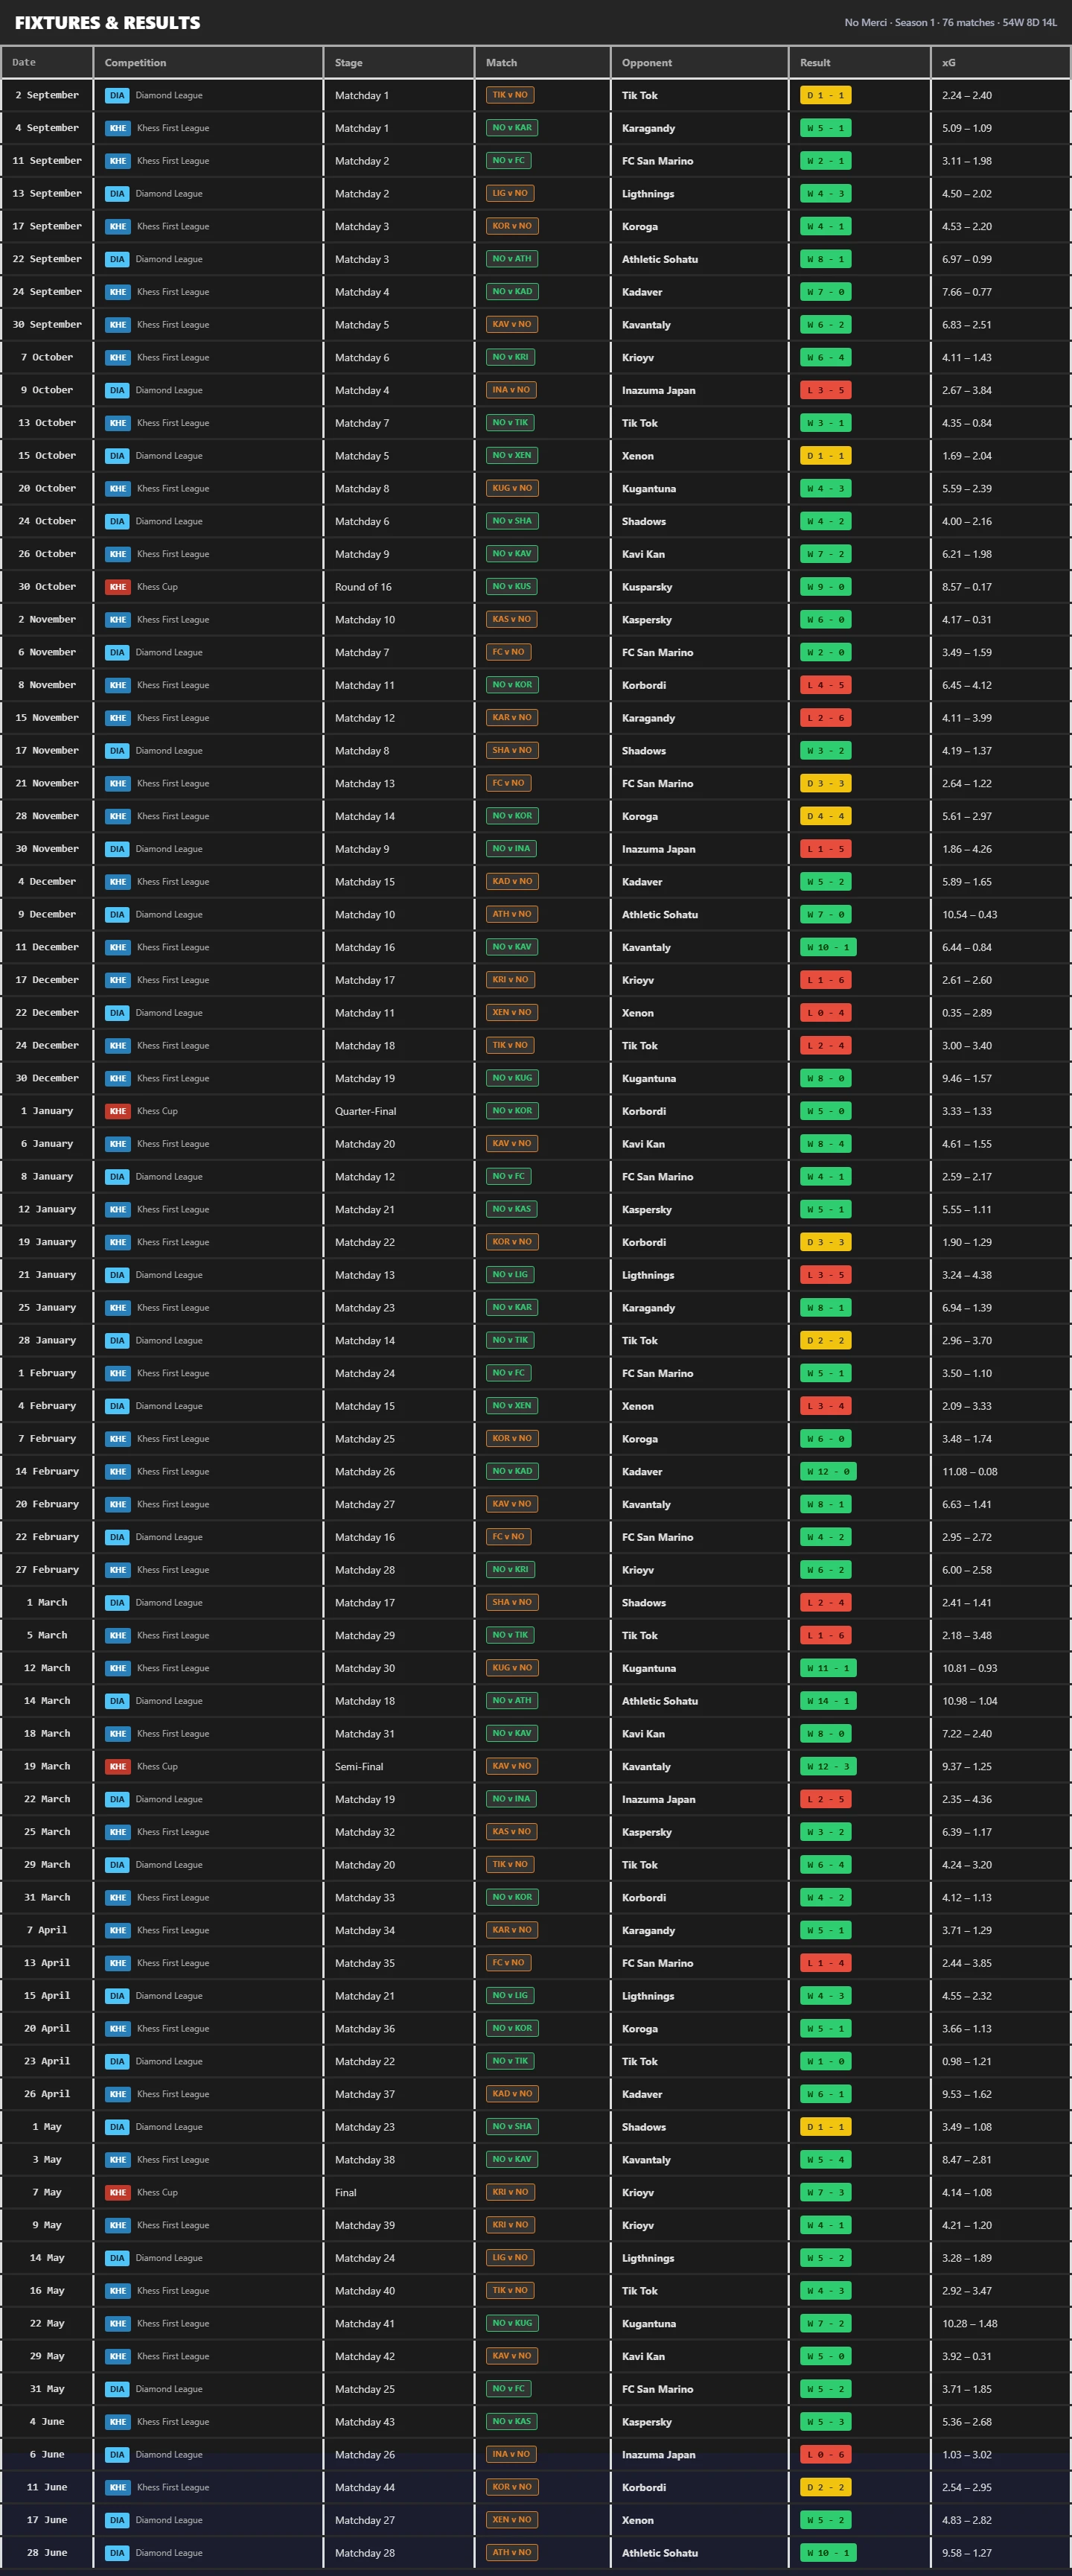 FIXTURES & RESULTS No Merci · Season 1 · 76 matches · 54W 8D 14L
Date Competition Stage Match Opponent Result xG
2 September DIA Diamond League Matchday 1 TIK v NO Tik Tok D 1 - 1 2.24 – 2.40
4 September KHE Khess First League Matchday 1 NO v KAR Karagandy W 5 - 1 5.09 – 1.09
11 September KHE Khess First League Matchday 2 NO v FC FC San Marino W 2 - 1 3.11 – 1.98
13 September DIA Diamond League Matchday 2 LIG v NO Ligthnings W 4 - 3 4.50 – 2.02
17 September KHE Khess First League Matchday 3 KOR v NO Koroga W 4 - 1 4.53 – 2.20
22 September DIA Diamond League Matchday 3 NO v ATH Athletic Sohatu W 8 - 1 6.97 – 0.99
24 September KHE Khess First League Matchday 4 NO v KAD Kadaver W 7 - 0 7.66 – 0.77
30 September KHE Khess First League Matchday 5 KAV v NO Kavantaly W 6 - 2 6.83 – 2.51
7 October KHE Khess First League Matchday 6 NO v KRI Krioyv W 6 - 4 4.11 – 1.43
9 October DIA Diamond League Matchday 4 INA v NO Inazuma Japan L 3 - 5 2.67 – 3.84
13 October KHE Khess First League Matchday 7 NO v TIK Tik Tok W 3 - 1 4.35 – 0.84
15 October DIA Diamond League Matchday 5 NO v XEN Xenon D 1 - 1 1.69 – 2.04
20 October KHE Khess First League Matchday 8 KUG v NO Kugantuna W 4 - 3 5.59 – 2.39
24 October DIA Diamond League Matchday 6 NO v SHA Shadows W 4 - 2 4.00 – 2.16
26 October KHE Khess First League Matchday 9 NO v KAV Kavi Kan W 7 - 2 6.21 – 1.98
30 October KHE Khess Cup Round of 16 NO v KUS Kusparsky W 9 - 0 8.57 – 0.17
2 November KHE Khess First League Matchday 10 KAS v NO Kaspersky W 6 - 0 4.17 – 0.31
6 November DIA Diamond League Matchday 7 FC v NO FC San Marino W 2 - 0 3.49 – 1.59
8 November KHE Khess First League Matchday 11 NO v KOR Korbordi L 4 - 5 6.45 – 4.12
15 November KHE Khess First League Matchday 12 KAR v NO Karagandy L 2 - 6 4.11 – 3.99
17 November DIA Diamond League Matchday 8 SHA v NO Shadows W 3 - 2 4.19 – 1.37
21 November KHE Khess First League Matchday 13 FC v NO FC San Marino D 3 - 3 2.64 – 1.22
28 November KHE Khess First League Matchday 14 NO v KOR Koroga D 4 - 4 5.61 – 2.97
30 November DIA Diamond League Matchday 9 NO v INA Inazuma Japan L 1 - 5 1.86 – 4.26
4 December KHE Khess First League Matchday 15 KAD v NO Kadaver W 5 - 2 5.89 – 1.65
9 December DIA Diamond League Matchday 10 ATH v NO Athletic Sohatu W 7 - 0 10.54 – 0.43
11 December KHE Khess First League Matchday 16 NO v KAV Kavantaly W 10 - 1 6.44 – 0.84
17 December KHE Khess First League Matchday 17 KRI v NO Krioyv L 1 - 6 2.61 – 2.60
22 December DIA Diamond League Matchday 11 XEN v NO Xenon L 0 - 4 0.35 – 2.89
24 December KHE Khess First League Matchday 18 TIK v NO Tik Tok L 2 - 4 3.00 – 3.40
30 December KHE Khess First League Matchday 19 NO v KUG Kugantuna W 8 - 0 9.46 – 1.57
1 January KHE Khess Cup Quarter-Final NO v KOR Korbordi W 5 - 0 3.33 – 1.33
6 January KHE Khess First League Matchday 20 KAV v NO Kavi Kan W 8 - 4 4.61 – 1.55
8 January DIA Diamond League Matchday 12 NO v FC FC San Marino W 4 - 1 2.59 – 2.17
12 January KHE Khess First League Matchday 21 NO v KAS Kaspersky W 5 - 1 5.55 – 1.11
19 January KHE Khess First League Matchday 22 KOR v NO Korbordi D 3 - 3 1.90 – 1.29
21 January DIA Diamond League Matchday 13 NO v LIG Ligthnings L 3 - 5 3.24 – 4.38
25 January KHE Khess First League Matchday 23 NO v KAR Karagandy W 8 - 1 6.94 – 1.39
28 January DIA Diamond League Matchday 14 NO v TIK Tik Tok D 2 - 2 2.96 – 3.70
1 February KHE Khess First League Matchday 24 NO v FC FC San Marino W 5 - 1 3.50 – 1.10
4 February DIA Diamond League Matchday 15 NO v XEN Xenon L 3 - 4 2.09 – 3.33
7 February KHE Khess First League Matchday 25 KOR v NO Koroga W 6 - 0 3.48 – 1.74
14 February KHE Khess First League Matchday 26 NO v KAD Kadaver W 12 - 0 11.08 – 0.08
20 February KHE Khess First League Matchday 27 KAV v NO Kavantaly W 8 - 1 6.63 – 1.41
22 February DIA Diamond League Matchday 16 FC v NO FC San Marino W 4 - 2 2.95 – 2.72
27 February KHE Khess First League Matchday 28 NO v KRI Krioyv W 6 - 2 6.00 – 2.58
1 March DIA Diamond League Matchday 17 SHA v NO Shadows L 2 - 4 2.41 – 1.41
5 March KHE Khess First League Matchday 29 NO v TIK Tik Tok L 1 - 6 2.18 – 3.48
12 March KHE Khess First League Matchday 30 KUG v NO Kugantuna W 11 - 1 10.81 – 0.93
14 March DIA Diamond League Matchday 18 NO v ATH Athletic Sohatu W 14 - 1 10.98 – 1.04
18 March KHE Khess First League Matchday 31 NO v KAV Kavi Kan W 8 - 0 7.22 – 2.40
19 March KHE Khess Cup Semi-Final KAV v NO Kavantaly W 12 - 3 9.37 – 1.25
22 March DIA Diamond League Matchday 19 NO v INA Inazuma Japan L 2 - 5 2.35 – 4.36
25 March KHE Khess First League Matchday 32 KAS v NO Kaspersky W 3 - 2 6.39 – 1.17
29 March DIA Diamond League Matchday 20 TIK v NO Tik Tok W 6 - 4 4.24 – 3.20
31 March KHE Khess First League Matchday 33 NO v KOR Korbordi W 4 - 2 4.12 – 1.13
7 April KHE Khess First League Matchday 34 KAR v NO Karagandy W 5 - 1 3.71 – 1.29
13 April KHE Khess First League Matchday 35 FC v NO FC San Marino L 1 - 4 2.44 – 3.85
15 April DIA Diamond League Matchday 21 NO v LIG Ligthnings W 4 - 3 4.55 – 2.32
20 April KHE Khess First League Matchday 36 NO v KOR Koroga W 5 - 1 3.66 – 1.13
23 April DIA Diamond League Matchday 22 NO v TIK Tik Tok W 1 - 0 0.98 – 1.21
26 April KHE Khess First League Matchday 37 KAD v NO Kadaver W 6 - 1 9.53 – 1.62
1 May DIA Diamond League Matchday 23 NO v SHA Shadows D 1 - 1 3.49 – 1.08
3 May KHE Khess First League Matchday 38 NO v KAV Kavantaly W 5 - 4 8.47 – 2.81
7 May KHE Khess Cup Final KRI v NO Krioyv W 7 - 3 4.14 – 1.08
9 May KHE Khess First League Matchday 39 KRI v NO Krioyv W 4 - 1 4.21 – 1.20
14 May DIA Diamond League Matchday 24 LIG v NO Ligthnings W 5 - 2 3.28 – 1.89
16 May KHE Khess First League Matchday 40 TIK v NO Tik Tok W 4 - 3 2.92 – 3.47
22 May KHE Khess First League Matchday 41 NO v KUG Kugantuna W 7 - 2 10.28 – 1.48
29 May KHE Khess First League Matchday 42 KAV v NO Kavi Kan W 5 - 0 3.92 – 0.31
31 May DIA Diamond League Matchday 25 NO v FC FC San Marino W 5 - 2 3.71 – 1.85
4 June KHE Khess First League Matchday 43 NO v KAS Kaspersky W 5 - 3 5.36 – 2.68
6 June DIA Diamond League Matchday 26 INA v NO Inazuma Japan L 0 - 6 1.03 – 3.02
11 June KHE Khess First League Matchday 44 KOR v NO Korbordi D 2 - 2 2.54 – 2.95
17 June DIA Diamond League Matchday 27 XEN v NO Xenon W 5 - 2 4.83 – 2.82
28 June DIA Diamond League Matchday 28 ATH v NO Athletic Sohatu W 10 - 1 9.58 – 1.27